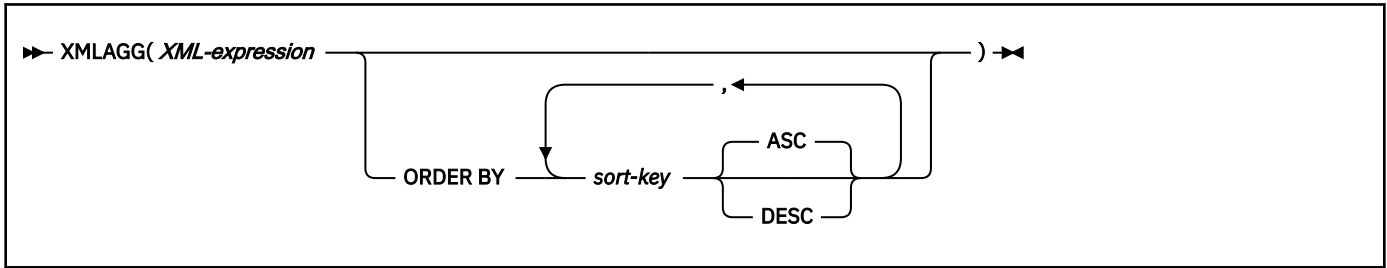 XMLAGG( XML-expression )
,
ASC
ORDER BY sort-key
DESC